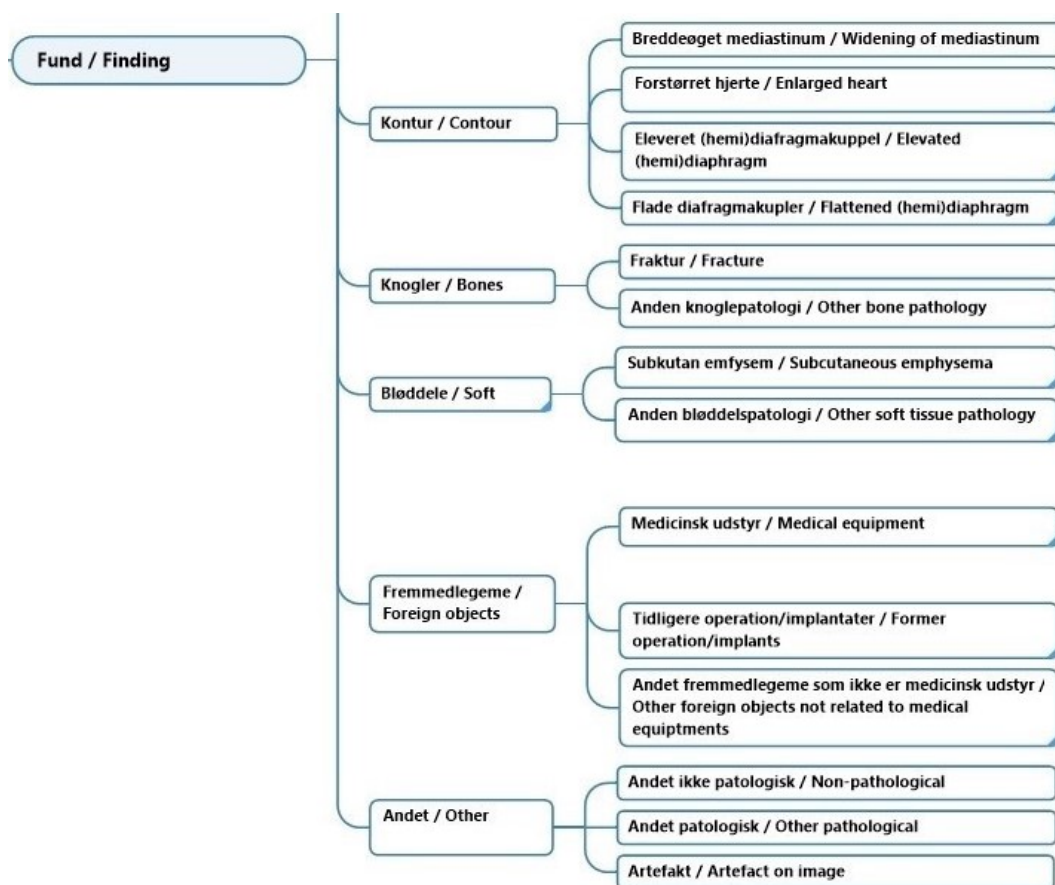 Fund / Finding
Breddeøget mediastinum / Widening of mediastinum
Forstørret hjerte / Enlarged heart
Kontur / Contour
Eleveret (hemi)diafragmakuppel / Elevated
(hemi)diaphragm
Flade diafragmakupler / Flattened (hemi)diaphragm
Knogler / Bones
Fraktur / Fracture
Anden knoglepatologi / Other bone pathology
Bløddele / Soft
Subkutan emfysem / Subcutaneous emphysema
Anden bløddelspatologi / Other soft tissue pathology
Fremmedlegeme /
Foreign objects
Medicinsk udstyr / Medical equipment
Tidligere operation/implantater / Former
operation/implants
Andet fremmedlegeme som ikke er medicinsk udstyr /
Other foreign objects not related to medical
equiptments
Andet / Other
Andet ikke patologisk / Non-pathological
Andet patologisk / Other pathological
Artefakt / Artefact on image